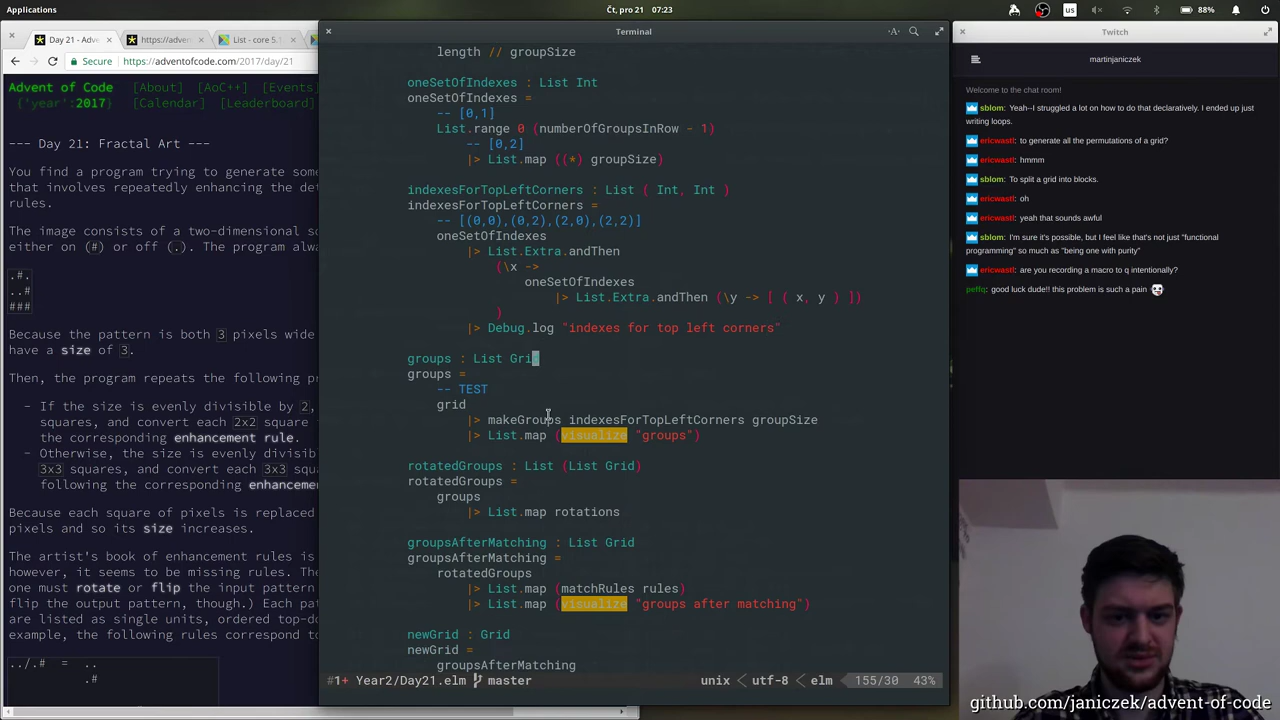 Applications
Čt, pro 21 07:23
us
88%
Day 21 - Adve
https://adven
List - core 5.1
Secure
https://adventofcode.com/2017/day/21
Advent of Code
[About] [AoC++] [Events]
{'year':2017}
[Calendar] [Leaderboard]
--- Day 21: Fractal Art ---
You find a program trying to generate some
that involves repeatedly enhancing the det
rules.
The image consists of a two-dimensional so
either on (#) or off (.). The program alwa
.#.
..#
###
Because the pattern is both 3 pixels wide
have a size of 3.
Then, the program repeats the following pr
- If the size is evenly divisible by 2,
squares, and convert each 2x2 square
the corresponding enhancement rule.
- Otherwise, the size is evenly divisib
3x3 squares, and convert each 3x3 squ
following the corresponding enhancemen
Because each square of pixels is replaced
pixels and so its size increases.
The artist's book of enhancement rules is
however, it seems to be missing rules. The
one must rotate or flip the input pattern
flip the output pattern, though.) Each pat
are listed as single units, ordered top-do
example, the following rules correspond to
../.# = ..
.#
Terminal
length // groupSize
oneSetOfIndexes : List Int
oneSetOfIndexes =
-- [0,1]
List.range 0 (numberOfGroupsInRow - 1)
-- [0,2]
|> List.map ((*) groupSize)
indexesForTopLeftCorners : List ( Int, Int )
indexesForTopLeftCorners =
-- [(0,0),(0,2),(2,0),(2,2)]
oneSetOfIndexes
|> List.Extra.andThen
(\x ->
oneSetOfIndexes
|> List.Extra.andThen (\y -> [ ( x, y ) ])
)
|> Debug.log "indexes for top left corners"
groups : List Grid
groups =
-- TEST
grid
|> makeGroups indexesForTopLeftCorners groupSize
|> List.map (visualize "groups")
rotatedGroups : List (List Grid)
rotatedGroups =
groups
|> List.map rotations
groupsAfterMatching : List Grid
groupsAfterMatching =
rotatedGroups
|> List.map (matchRules rules)
|> List.map (visualize "groups after matching")
newGrid : Grid
newGrid =
groupsAfterMatching
#1+ Year2/Day21.elm master
unix < utf-8 < elm 155/30 43%
Twitch
martinjaniczek
Welcome to the chat room!
sblom: Yeah--I struggled a lot on how to do that declaratively. I ended up just
writing loops.
ericwastl: to generate all the permutations of a grid?
ericwastl: hmmm
sblom: To split a grid into blocks.
ericwastl: oh
ericwastl: yeah that sounds awful
sblom: I'm sure it's possible, but I feel like that's not just "functional
programming" so much as "being one with purity"
ericwastl: are you recording a macro to q intentionally?
peffq: good luck dude!! this problem is such a pain
github.com/janiczek/advent-of-code